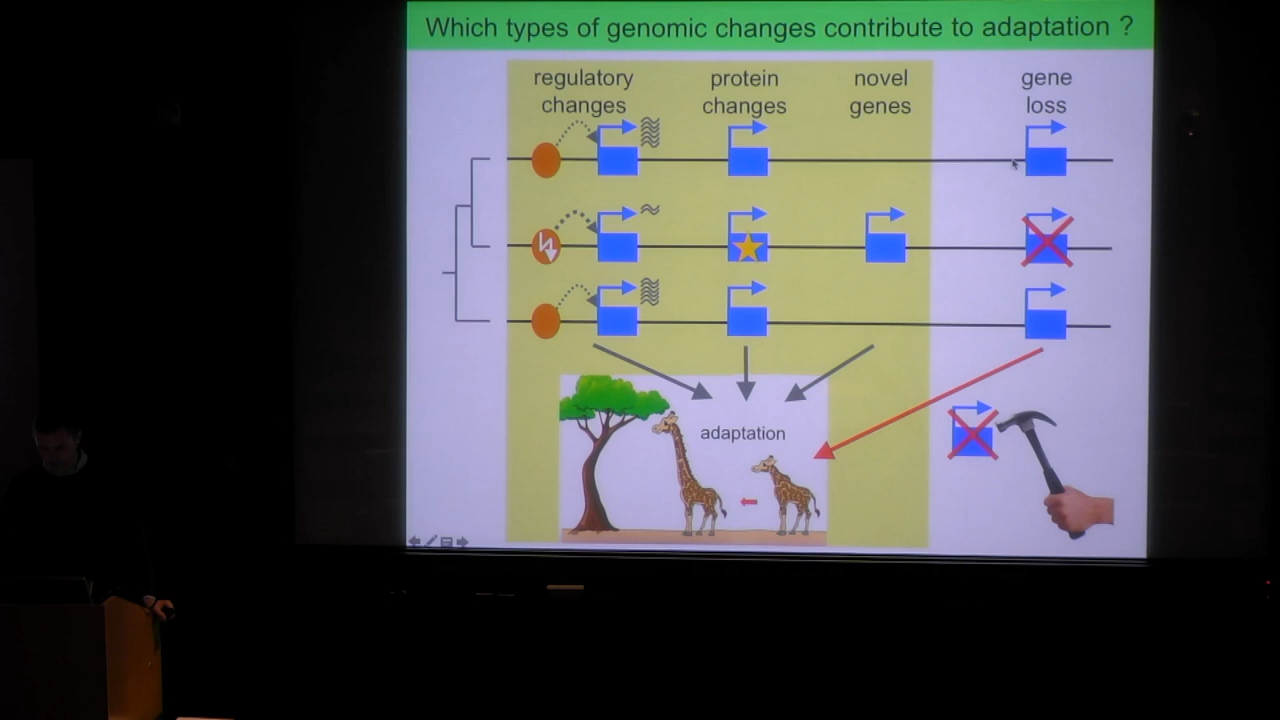 Which types of genomic changes contribute to adaptation ?
regulatory
changes
protein
changes
novel
genes
gene
loss
adaptation